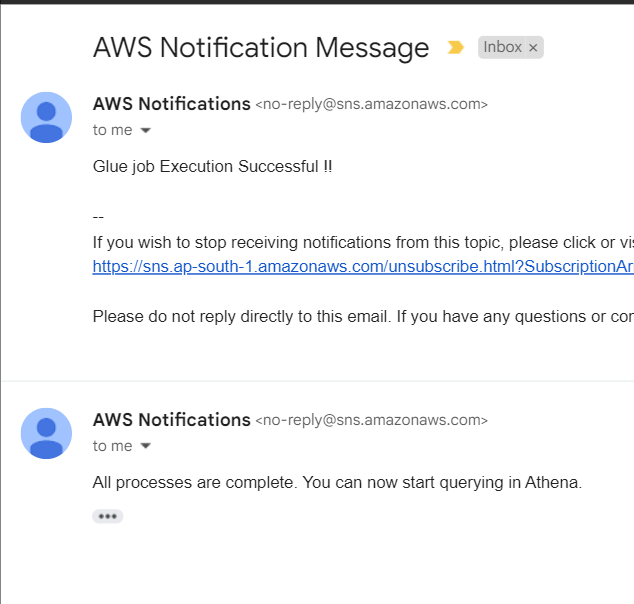 AWS Notification Message Inbox ×
AWS Notifications <no-reply@sns.amazonaws.com>
to me
Glue job Execution Successful !!
--
If you wish to stop receiving notifications from this topic, please click or
https://sns.ap-south-1.amazonaws.com/unsubscribe.html?SubscriptionAr
Please do not reply directly to this email. If you have any questions or
AWS Notifications <no-reply@sns.amazonaws.com>
to me
All processes are complete. You can now start querying in Athena.
•••